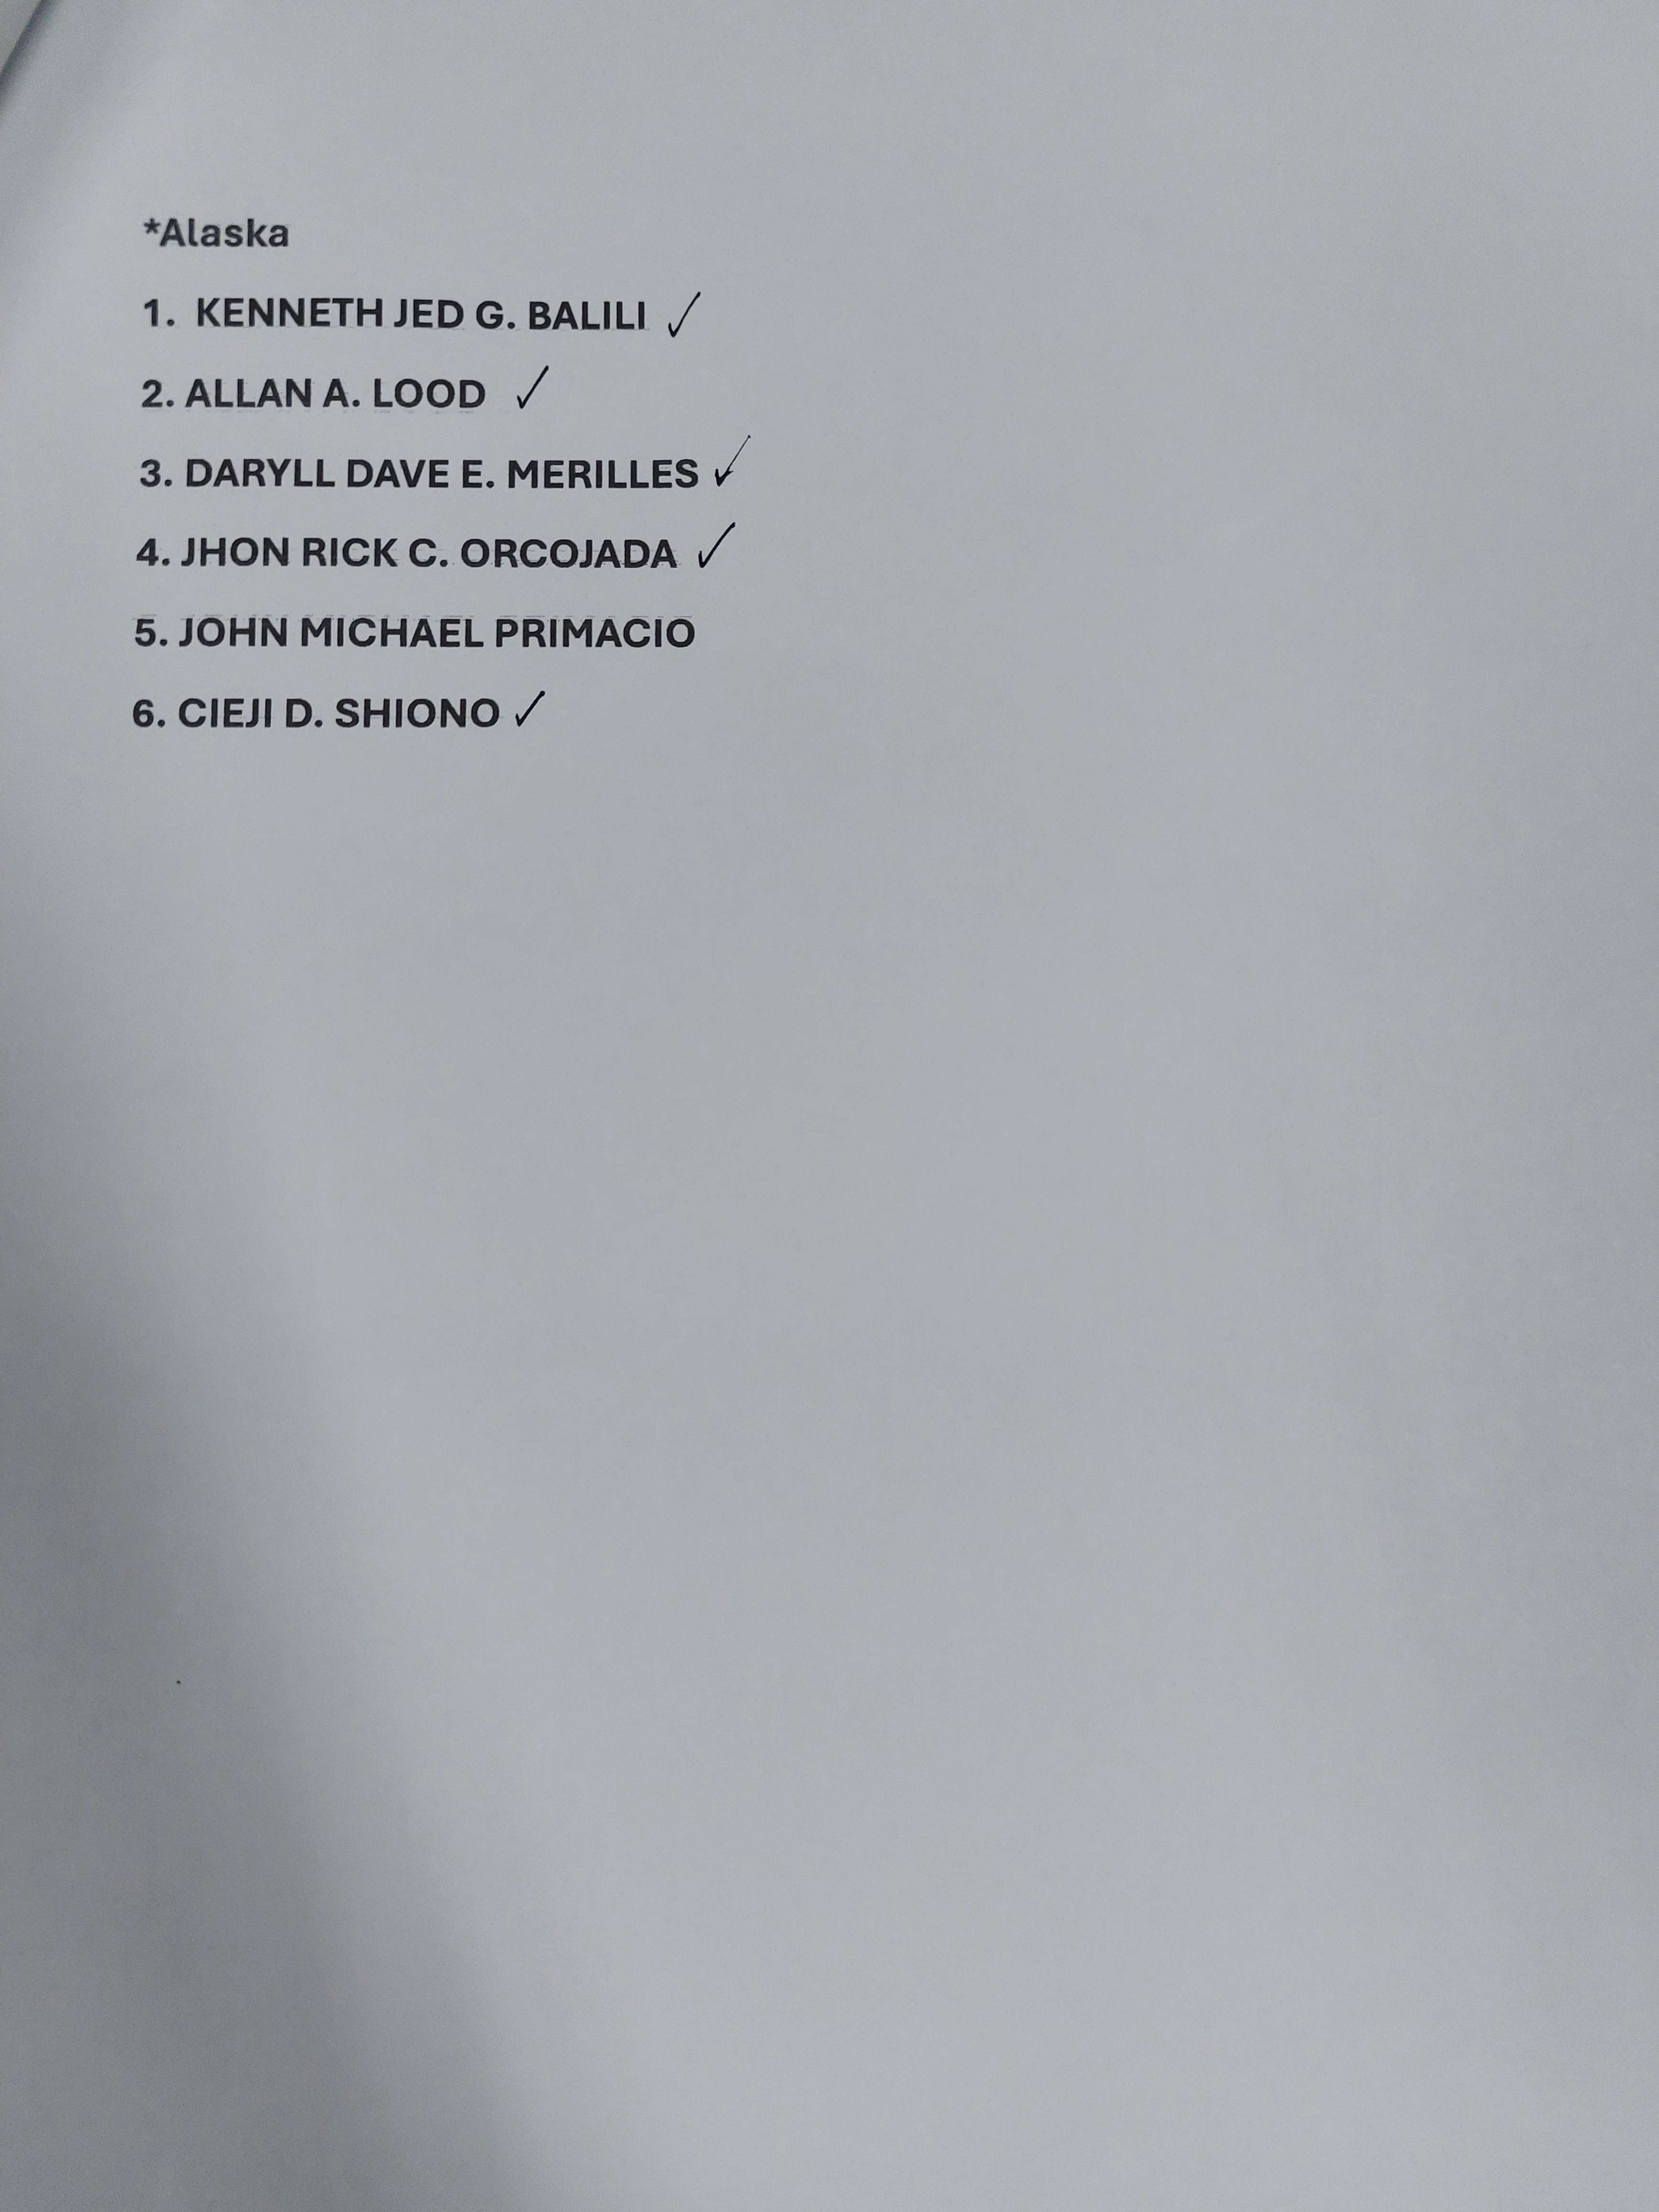 *Alaska
1. KENNETH JED G. BALILI ✓
2. ALLAN A. LOOD ✓
3. DARYLL DAVE E. MERILLES ✓
4. JHON RICK C. ORCOJADA ✓
5. JOHN MICHAEL PRIMACIO
6. CIEJI D. SHIONO ✓